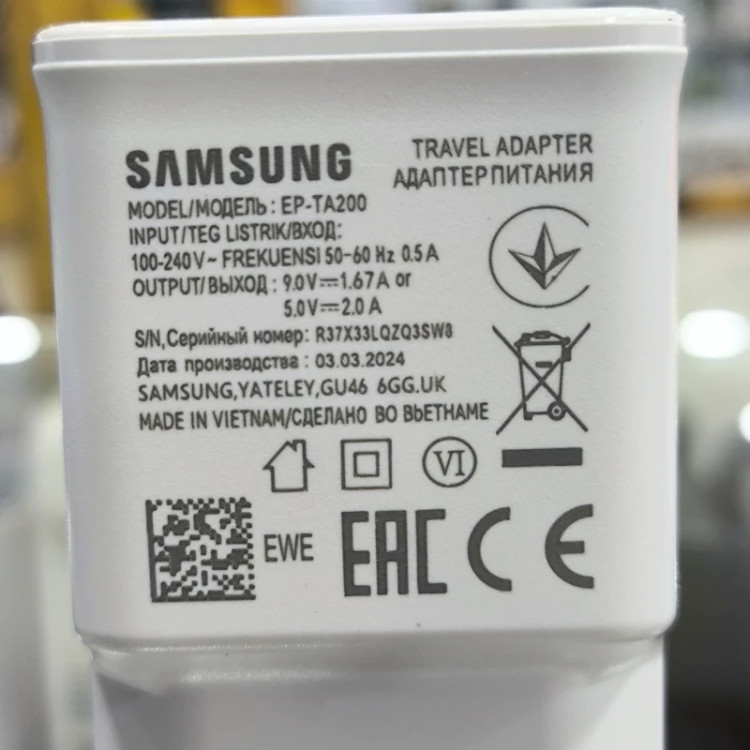 SAMSUNG
TRAVEL ADAPTER
АДАПТЕР ПИТАНИЯ
MODEL/МОДЕЛЬ: EP-TA200
INPUT/TEG LISTRIK/ВХОД:
100-240V~ FREKUENSI 50-60 Hz 0.5A
OUTPUT/ВЫХОД: 9.0V⎓1.67A or
5.0V⎓2.0 A
S/N,Серийный номер: R37X33LQZQ3SW8
Дата производства : 03.03.2024
SAMSUNG,YATELEY,GU46 6GG.UK
MADE IN VIETNAM/СДЕЛАНО ВО ВЬЕТНАМЕ
VI
EWE
EAC CE